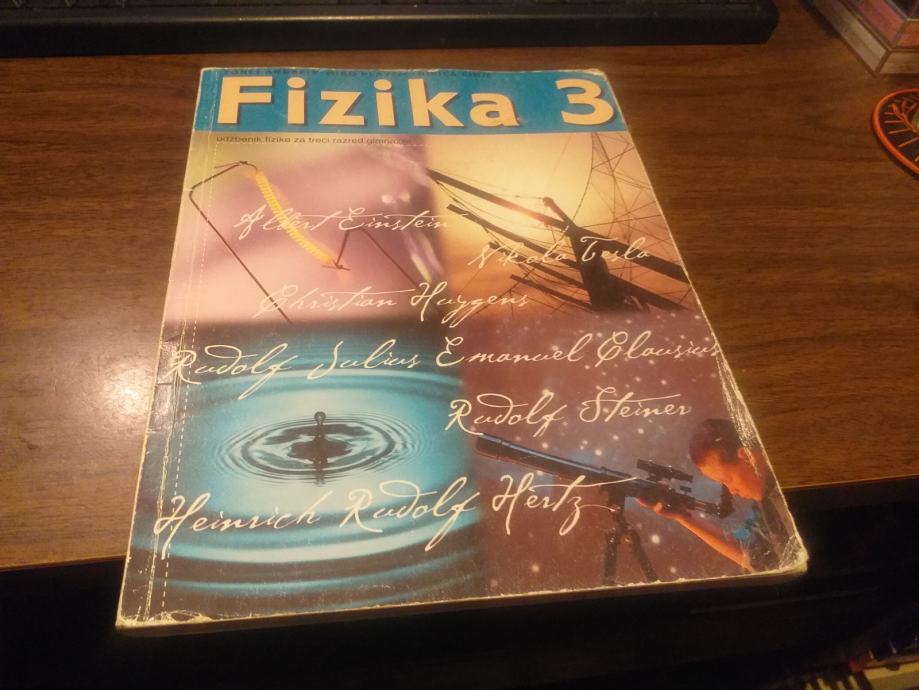 Fizika 3
udžbenik fizike za treći razred gimnazije
Albert Einstein
Nikola Tesla
Christian Huygens
Rudolf Julius Emanuel Clausius
Rudolf Steiner
Heinrich Rudolf Hertz